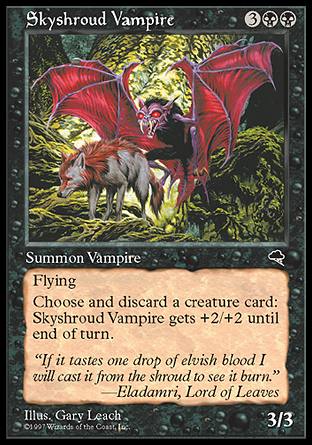 Skyshroud Vampire 3
Summon Vampire
Flying
Choose and discard a creature card:
Skyshroud Vampire gets +2/+2 until
end of turn.
"If it tastes one drop of elvish blood I
will cast it from the shroud to see it burn."
—Eladamri, Lord of Leaves
Illus. Gary Leach
©1997 Wizards of the Coast, Inc. 3/3